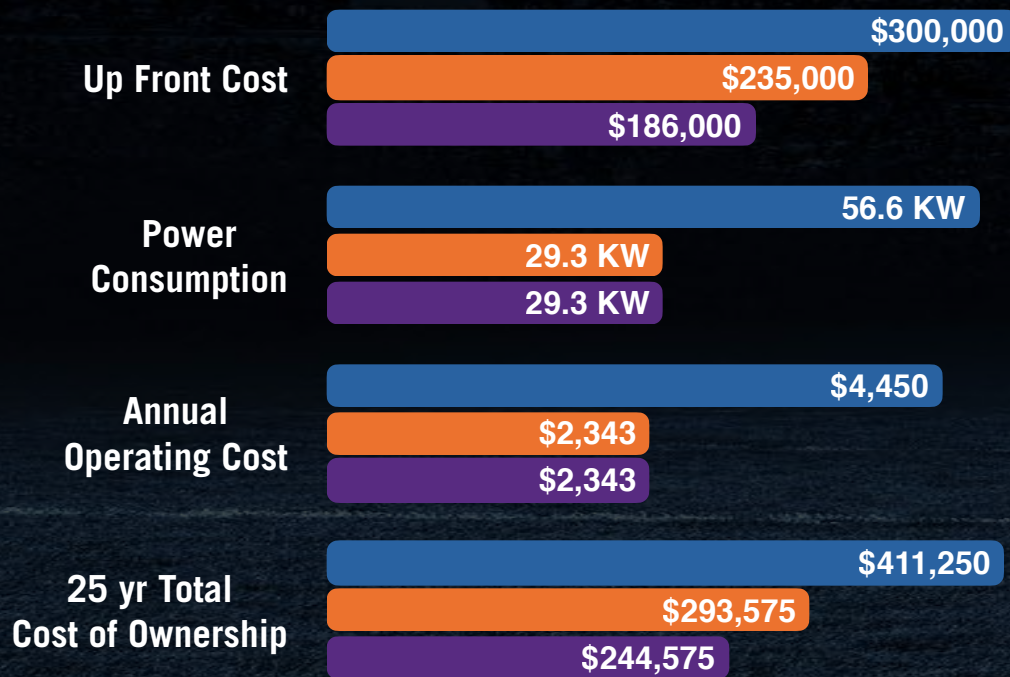 Up Front Cost
$300,000
$235,000
$186,000
Power
Consumption
56.6 KW
29.3 KW
29.3 KW
Annual
Operating Cost
$4,450
$2,343
$2,343
25 yr Total
Cost of Ownership
$411,250
$293,575
$244,575